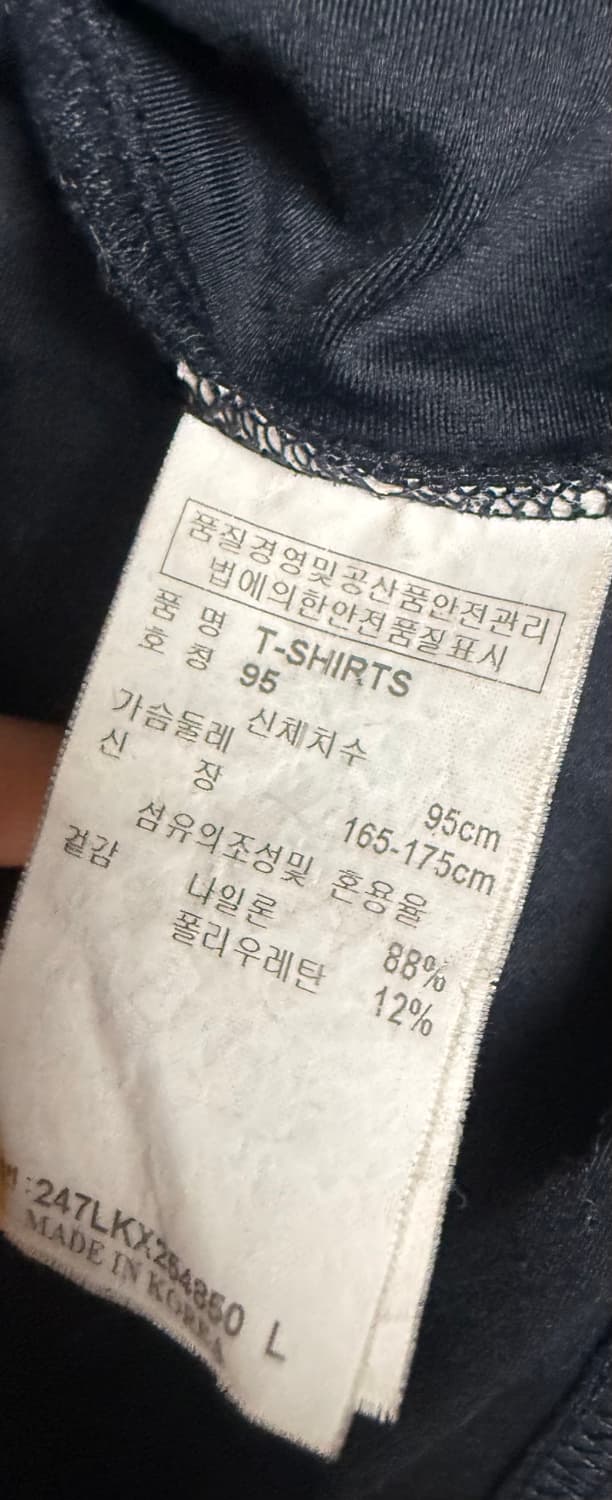 품질경영및공산품안전관리
법에의한안전품질표시
품 명 T-SHIRTS
호 칭 95
신체치수
가슴둘레 95cm
신 장 165-175cm
섬유의조성및 혼용율
겉감 나일론 88%
폴리우레탄 12%
:247LKX254850 L
MADE IN KOREA